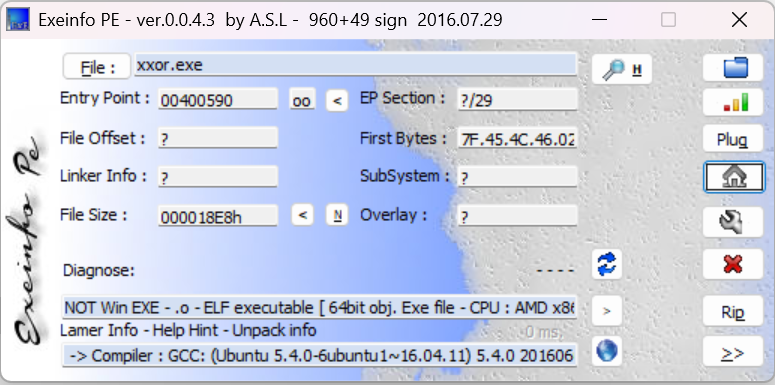 Exeinfo PE - ver.0.0.4.3 by A.S.L - 960+49 sign 2016.07.29
File : xxor.exe H
Entry Point : 00400590 oo < EP Section : ?/29
File Offset : ? First Bytes : 7F.45.4C.46.02 Plug
Linker Info : ? SubSystem : ?
File Size : 000018E8h < N Overlay : ?
Exeinfo Pe
Diagnose: - - - -
NOT Win EXE - .o - ELF executable [ 64bit obj. Exe file - CPU : AMD x86 > Rip
Lamer Info - Help Hint - Unpack info 0 ms.
-> Compiler : GCC: (Ubuntu 5.4.0-6ubuntu1~16.04.11) 5.4.0 201606 >>